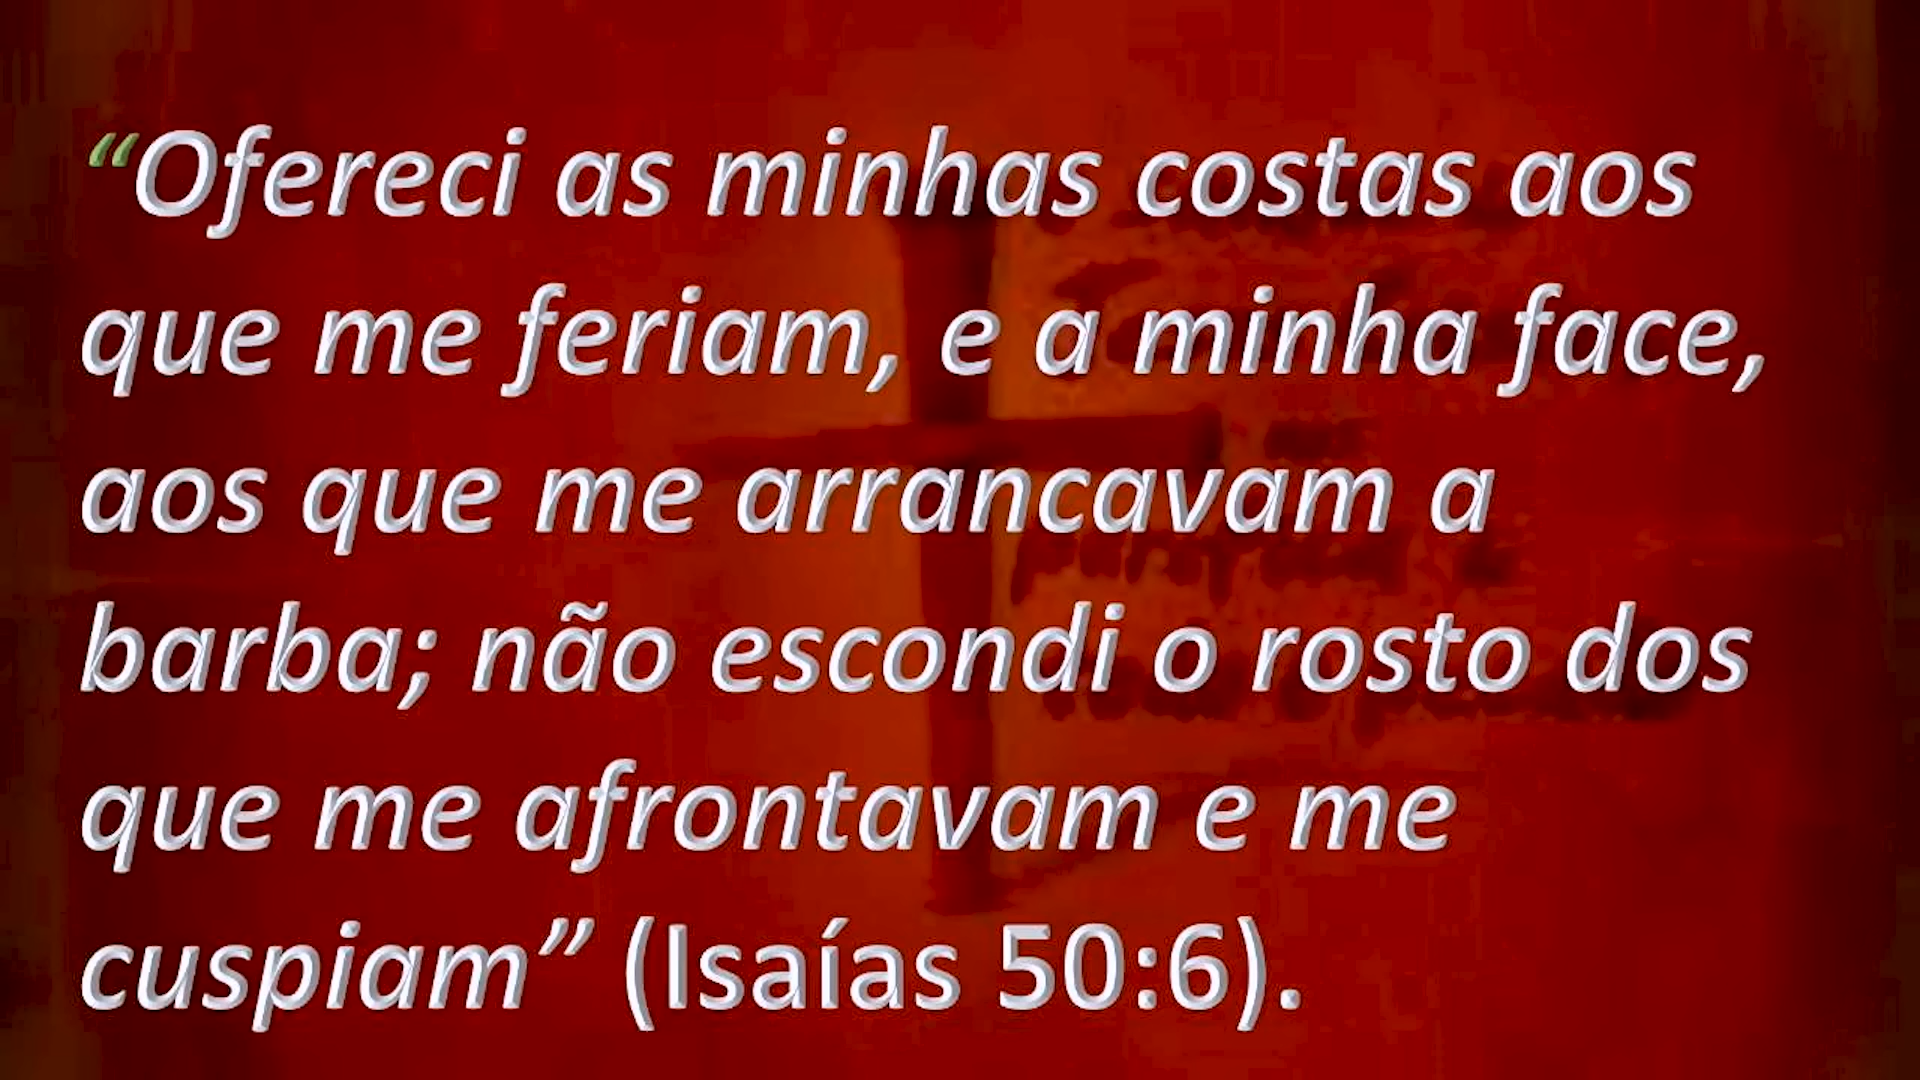 “Ofereci as minhas costas aos
que me feriam, e a minha face,
aos que me arrancavam a
barba; não escondi o rosto dos
que me afrontavam e me
cuspiam” (Isaías 50:6).